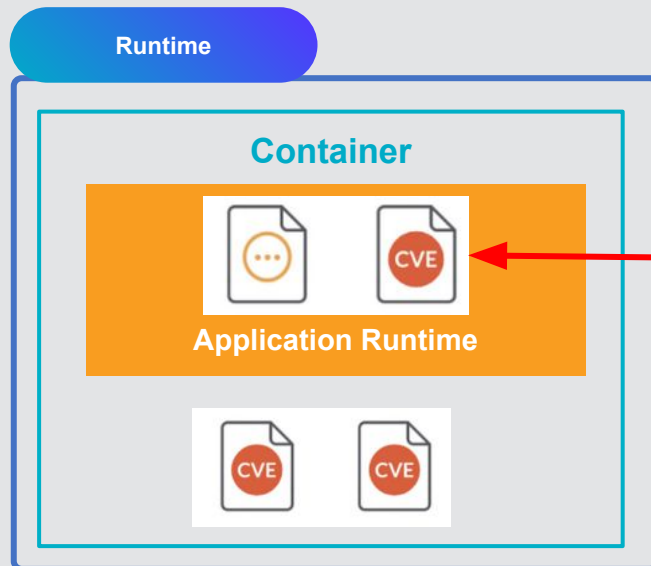 Runtime
Container
CVE
Application Runtime
CVE
CVE